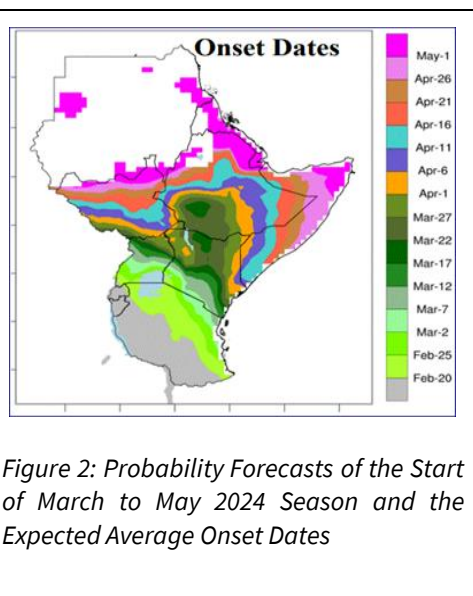 Onset Dates
May-1
Apr-26
Apr-21
Apr-16
Apr-11
Apr-6
Apr-1
Mar-27
Mar-22
Mar-17
Mar-12
Mar-7
Mar-2
Feb-25
Feb-20
Figure 2: Probability Forecasts of the Start
of March to May 2024 Season and the
Expected Average Onset Dates